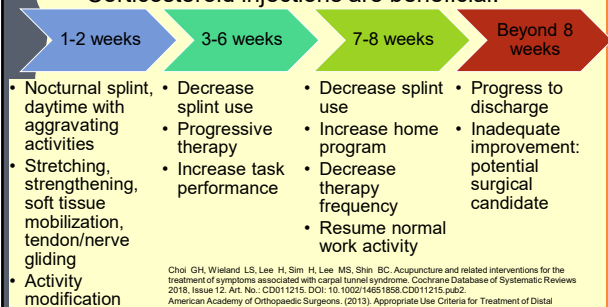 Corticosteroid injections are beneficial.
1-2 weeks
3-6 weeks
7-8 weeks
Beyond 8
weeks
• Nocturnal splint,
daytime with
aggravating
activities
• Stretching,
strengthening,
soft tissue
mobilization,
tendon/nerve
gliding
• Activity
modification
• Decrease
splint use
• Progressive
therapy
• Increase task
performance
• Decrease splint
use
• Increase home
program
• Decrease
therapy
frequency
• Resume normal
work activity
• Progress to
discharge
• Inadequate
improvement:
potential
surgical
candidate
Choi GH, Wieland LS, Lee H, Sim H, Lee MS, Shin BC. Acupuncture and related interventions for the
treatment of symptoms associated with carpal tunnel syndrome. Cochrane Database of Systematic Reviews
2018, Issue 12. Art. No.: CD011215. DOI: 10.1002/14651858.CD011215.pub2.
American Academy of Orthopaedic Surgeons. (2013). Appropriate Use Criteria for Treatment of Distal